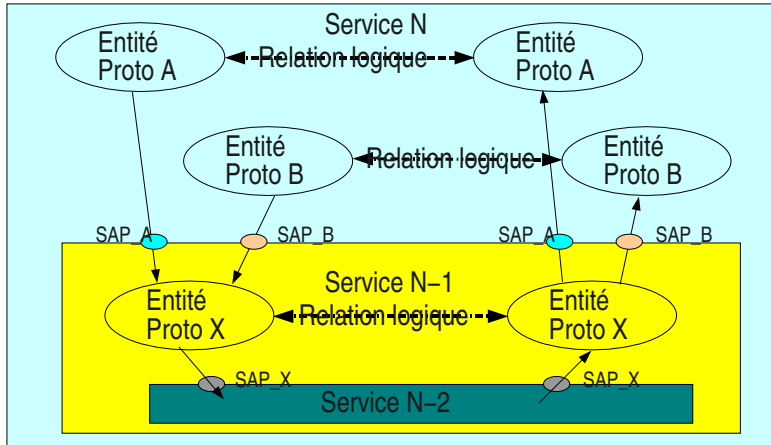 Service N
Entité
Proto A
Relation logique
Entité
Proto A
Entité
Proto B
Relation logique
Entité
Proto B
SAP_A
SAP_B
SAP_A
SAP_B
Service N-1
Entité
Proto X
Relation logique
Entité
Proto X
SAP_X
SAP_X
Service N-2